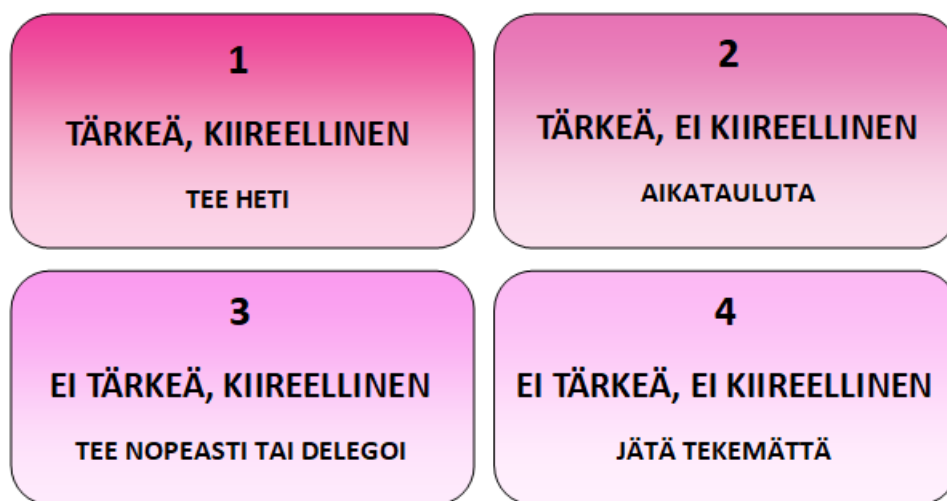 1
TÄRKEÄ, KIIREELLINEN
TEE HETI
2
TÄRKEÄ, EI KIIREELLINEN
AIKATAULUTA
3
EI TÄRKEÄ, KIIREELLINEN
TEE NOPEASTI TAI DELEGOI
4
EI TÄRKEÄ, EI KIIREELLINEN
JÄTÄ TEKEMÄTTÄ